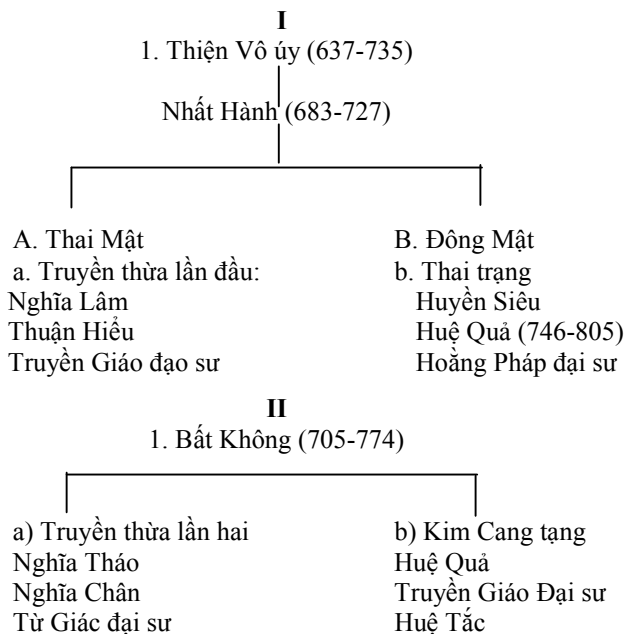 I
1. Thiện Vô úy (637-735)
Nhất Hành (683-727)
A. Thai Mật
a. Truyền thừa lần đầu:
Nghĩa Lâm
Thuận Hiểu
Truyền Giáo đạo sư
B. Đông Mật
b. Thai trạng
Huyền Siêu
Huệ Quả (746-805)
Hoằng Pháp đại sư
II
1. Bất Không (705-774)
a) Truyền thừa lần hai
Nghĩa Tháo
Nghĩa Chân
Từ Giác đại sư
b) Kim Cang tạng
Huệ Quả
Truyền Giáo Đại sư
Huệ Tắc